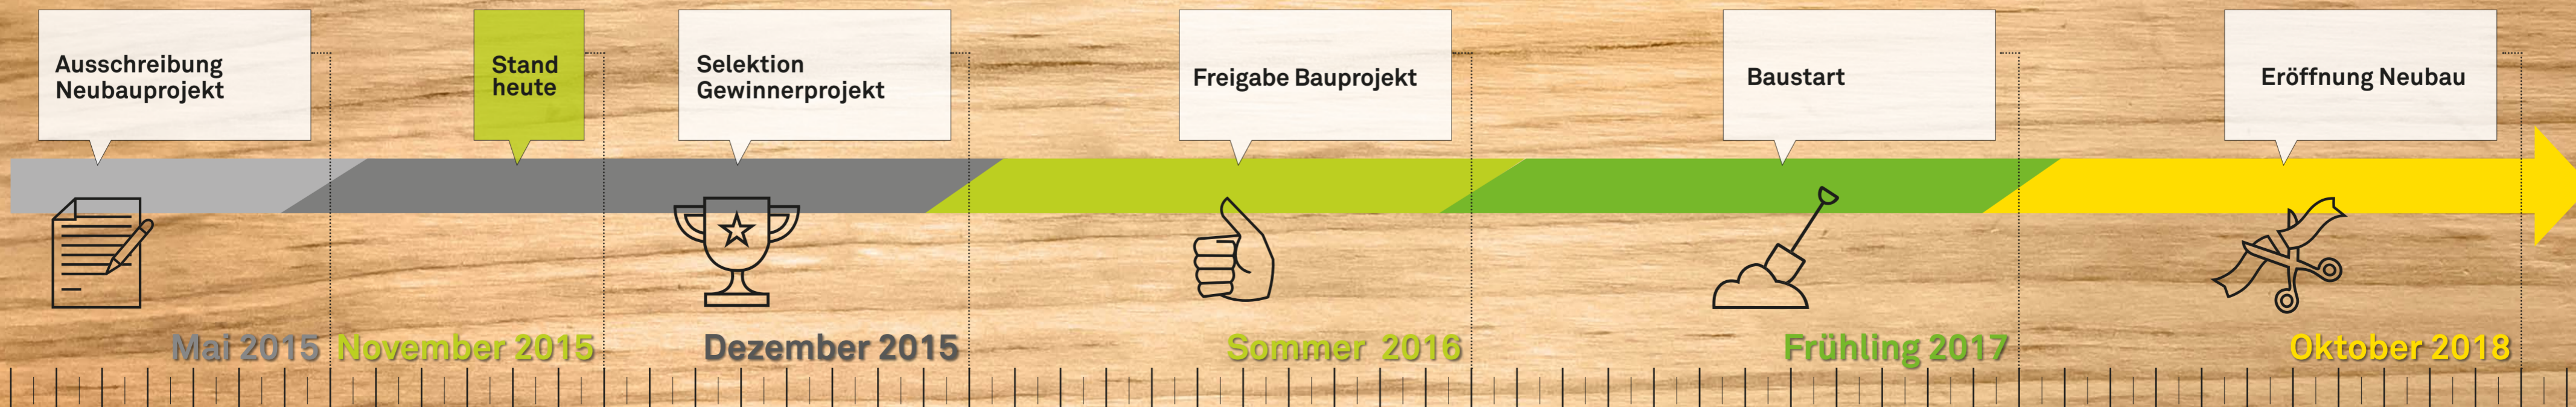 Ausschreibung
Neubauprojekt
Stand
heute
Selektion
Gewinnerprojekt
Freigabe Bauprojekt
Baustart
Eröffnung Neubau
Mai 2015
November 2015
Dezember 2015
Sommer 2016
Frühling 2017
Oktober 2018